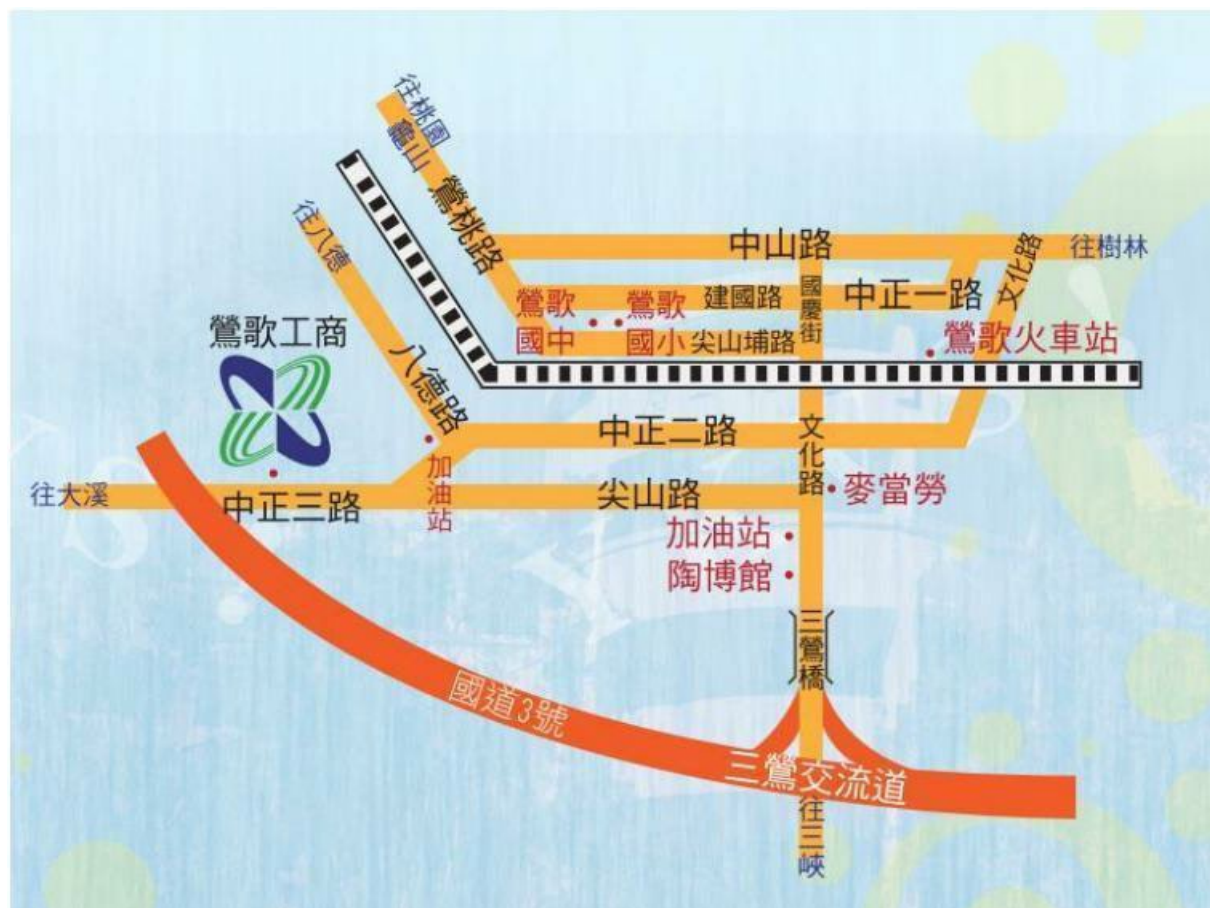 往桃園
龜山
鶯桃路
往八德
中山路
文化路
往樹林
鶯歌
國中
鶯歌
國小
建國路
國慶街
中正一路
尖山埔路
鶯歌火車站
鶯歌工商
八德路
中正二路
文化路
加油站
往大溪
中正三路
尖山路
麥當勞
加油站
陶博館
三鶯橋
國道3號
三鶯交流道
往三峽